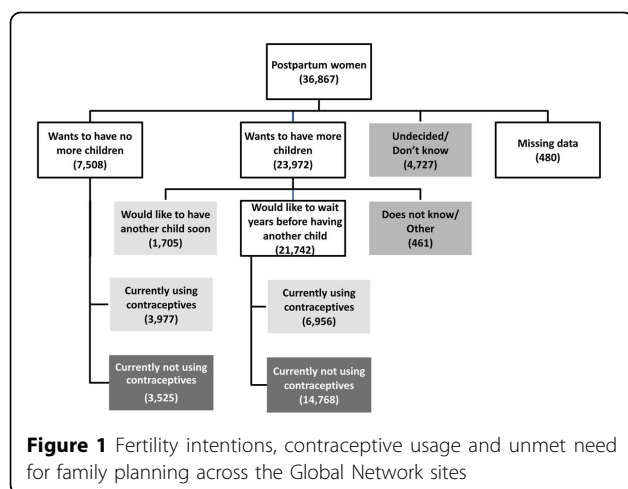 Postpartum women
(36,867)
Wants to have no
more children
(7,508)
Wants to have more
children
(23,972)
Undecided/
Don't know
(4,727)
Missing data
(480)
Would like to have
another child soon
(1,705)
Would like to wait
years before having
another child
(21,742)
Does not know/
Other
(461)
Currently using
contraceptives
(3,977)
Currently using
contraceptives
(6,956)
Currently not using
contraceptives
(3,525)
Currently not using
contraceptives
(14,768)
Figure 1 Fertility intentions, contraceptive usage and unmet need
for family planning across the Global Network sites